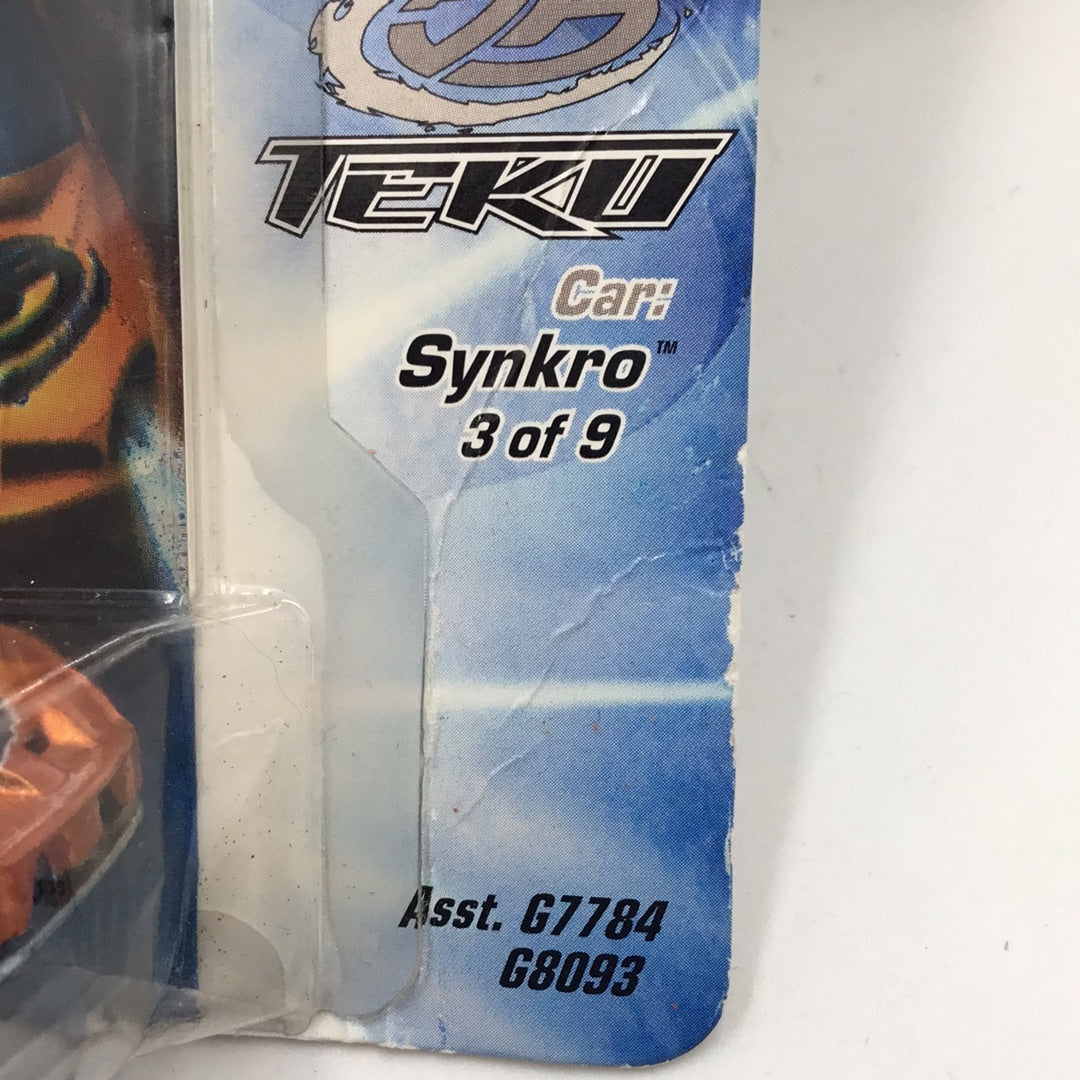 TEKU
Car:
Synkro™
3 of 9
Asst. G7784
G8093